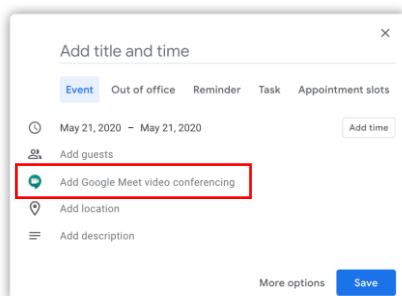 Add title and time
Event Out of office Reminder Task Appointment slots
May 21, 2020 – May 21, 2020 Add time
Add guests
Add Google Meet video conferencing
Add location
Add description
More options Save